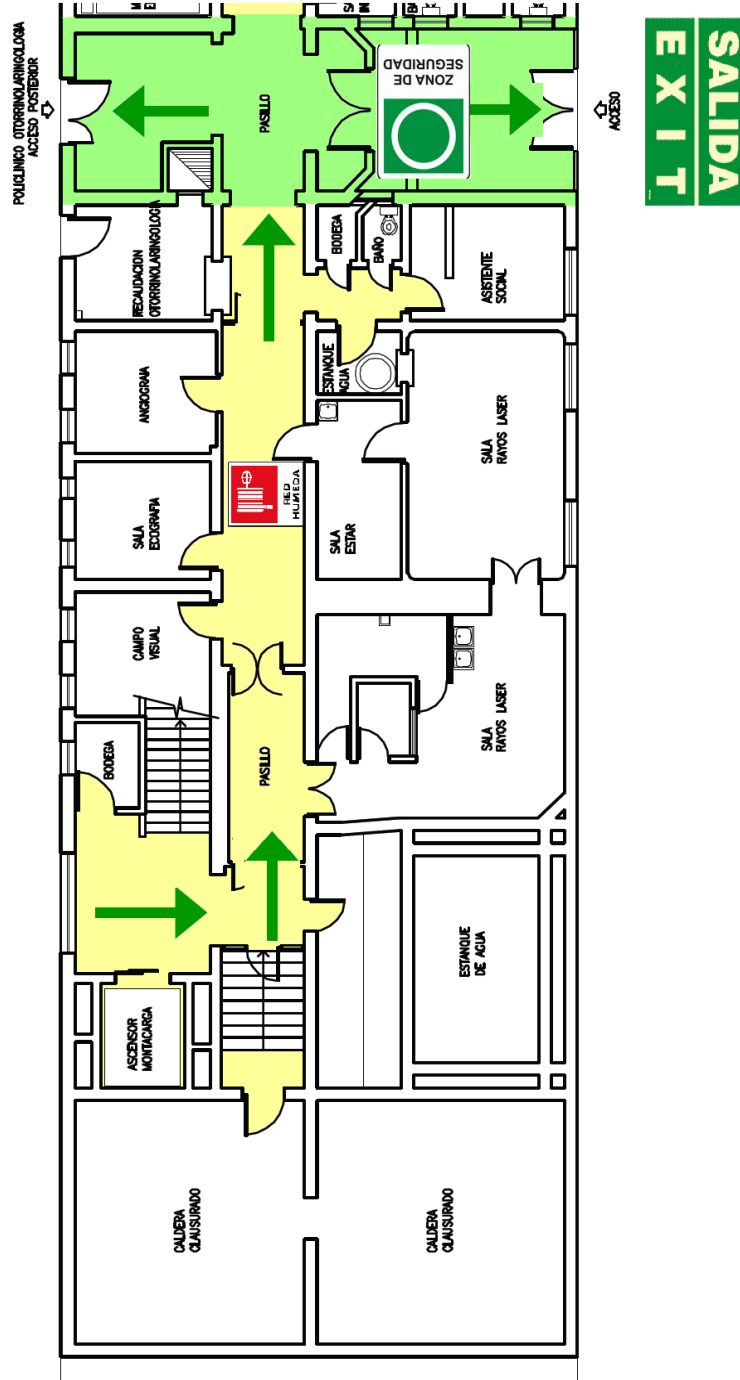 POLICLINICO OTORRINOLARINGOLOGIA
ACCESO POSTERIOR
PASILLO
ZONA DE
SEGURIDAD
ACCESO
SALIDA
EXIT
RECAUDACION
OTORRINOLARINGOLOGIA
BODEGA
BAÑO
ASISTENTE
SOCIAL
ANGIOGRAIA
ESTANQUE
AGUA
SALA
RAYOS LASER
SALA
ECOGRAFIA
RED
HUMEDA
SALA
ESTAR
CAMPO
VISUAL
BODEGA
PASILLO
SALA
RAYOS LASER
ASCENSOR
MONTACARGA
ESTANQUE
DE AGUA
CALDERA
CLAUSURADO
CALDERA
CLAUSURADO